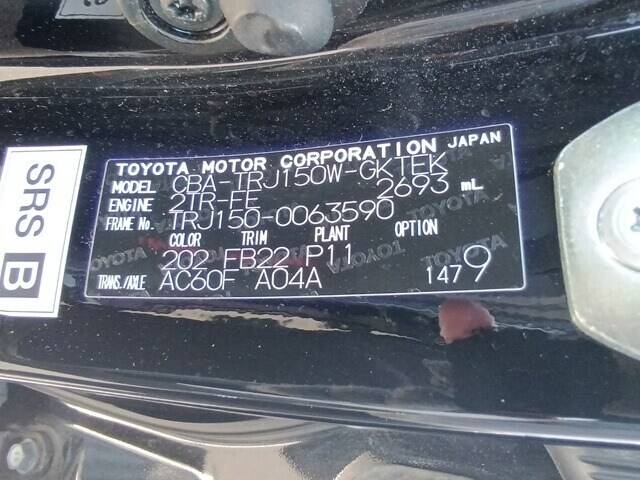 TOYOTA MOTOR CORPORATION JAPAN
MODEL CBA-TRJ150W-GKTEK
ENGINE 2TR-FE 2693 mL
FRAME No. TRJ150-0063590
COLOR TRIM PLANT OPTION
202 FB22 P11
TRANS./AXLE AC60F A04A 1479
SRS B